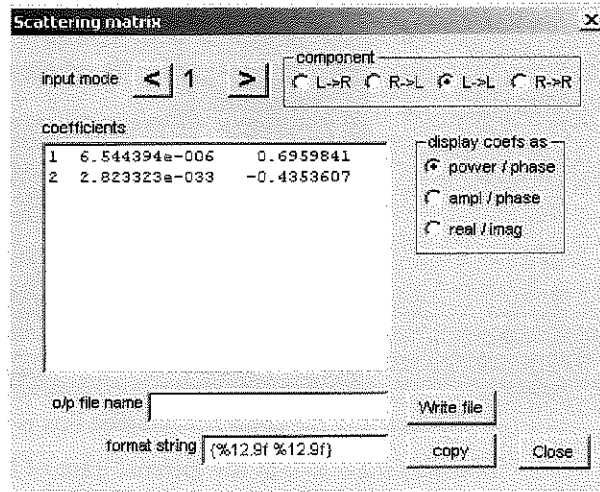 Scattering matrix
input mode < 1 >
component
L->R R->L L->L R->R
coefficients
1 6.544394e-006 0.6959841
2 2.823323e-033 -0.4353607
display coefs as
power / phase
ampl / phase
real / imag
o/p file name
Write file
format string {%12.9f %12.9f}
copy
Close